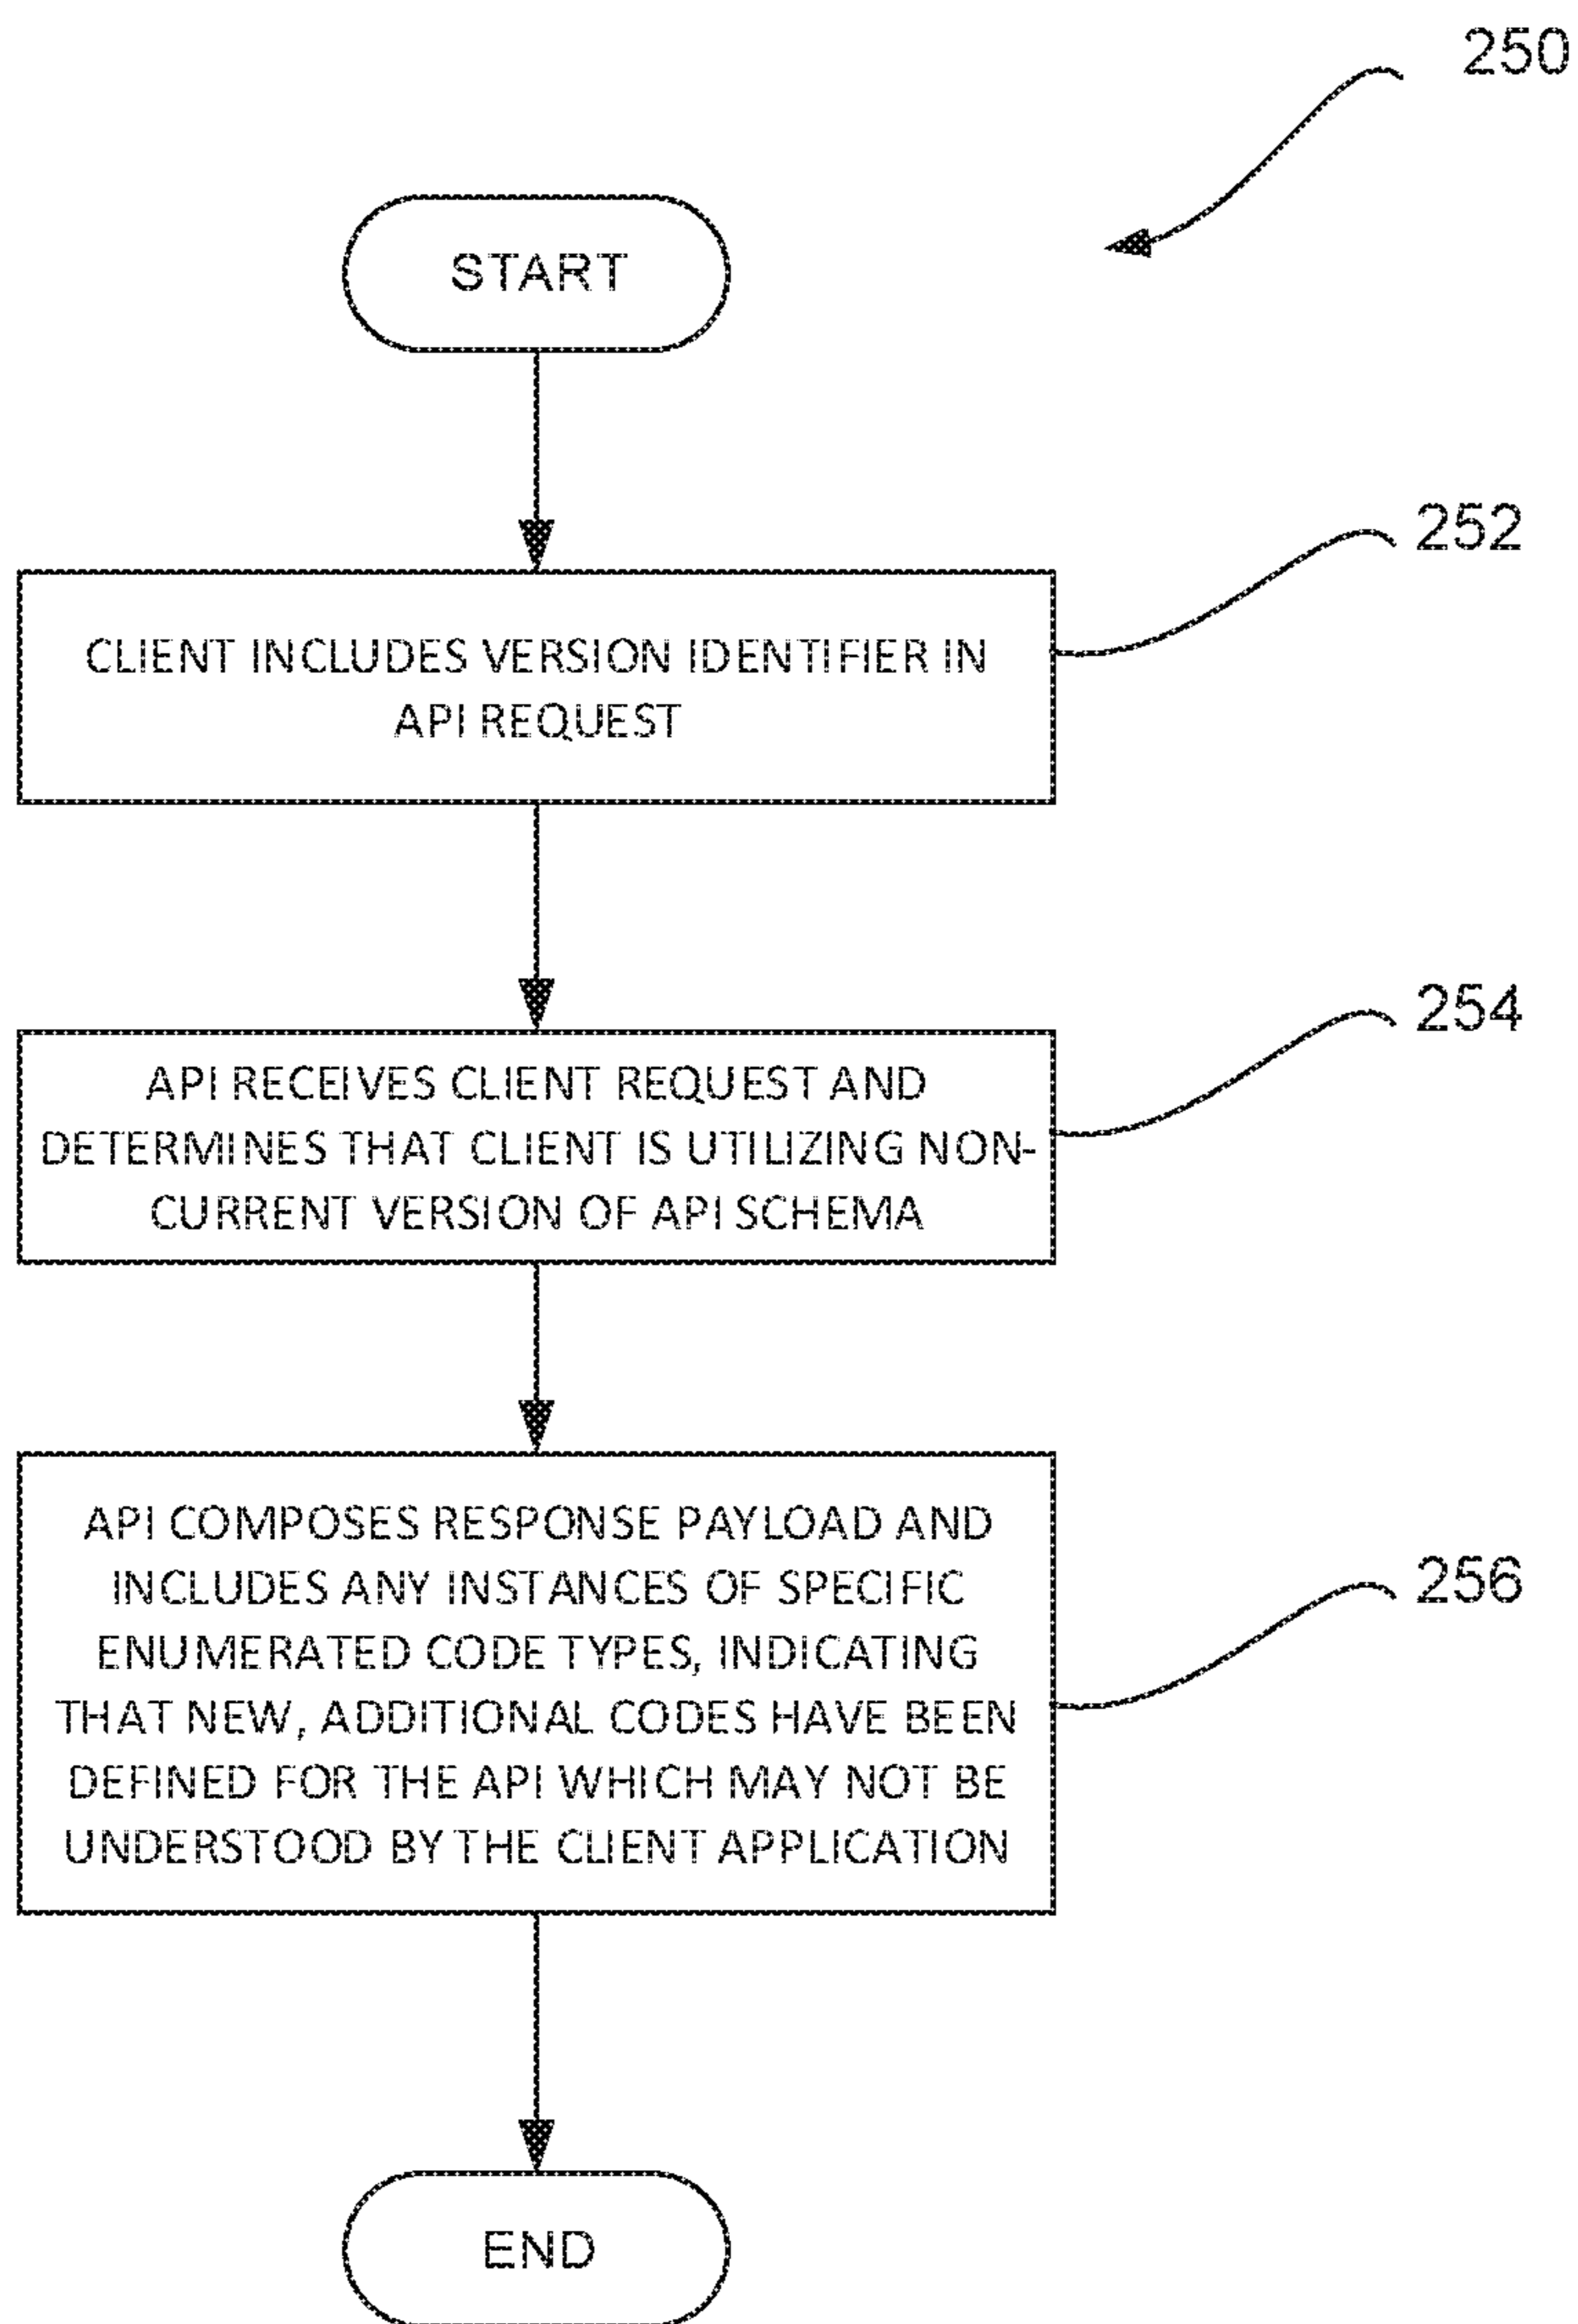 250
START
252
CLIENT INCLUDES VERSION IDENTIFIER IN
API REQUEST
254
API RECEIVES CLIENT REQUEST AND
DETERMINES THAT CLIENT IS UTILIZING NON-
CURRENT VERSION OF API SCHEMA
256
API COMPOSES RESPONSE PAYLOAD AND
INCLUDES ANY INSTANCES OF SPECIFIC
ENUMERATED CODE TYPES, INDICATING
THAT NEW, ADDITIONAL CODES HAVE BEEN
DEFINED FOR THE API WHICH MAY NOT BE
UNDERSTOOD BY THE CLIENT APPLICATION
END